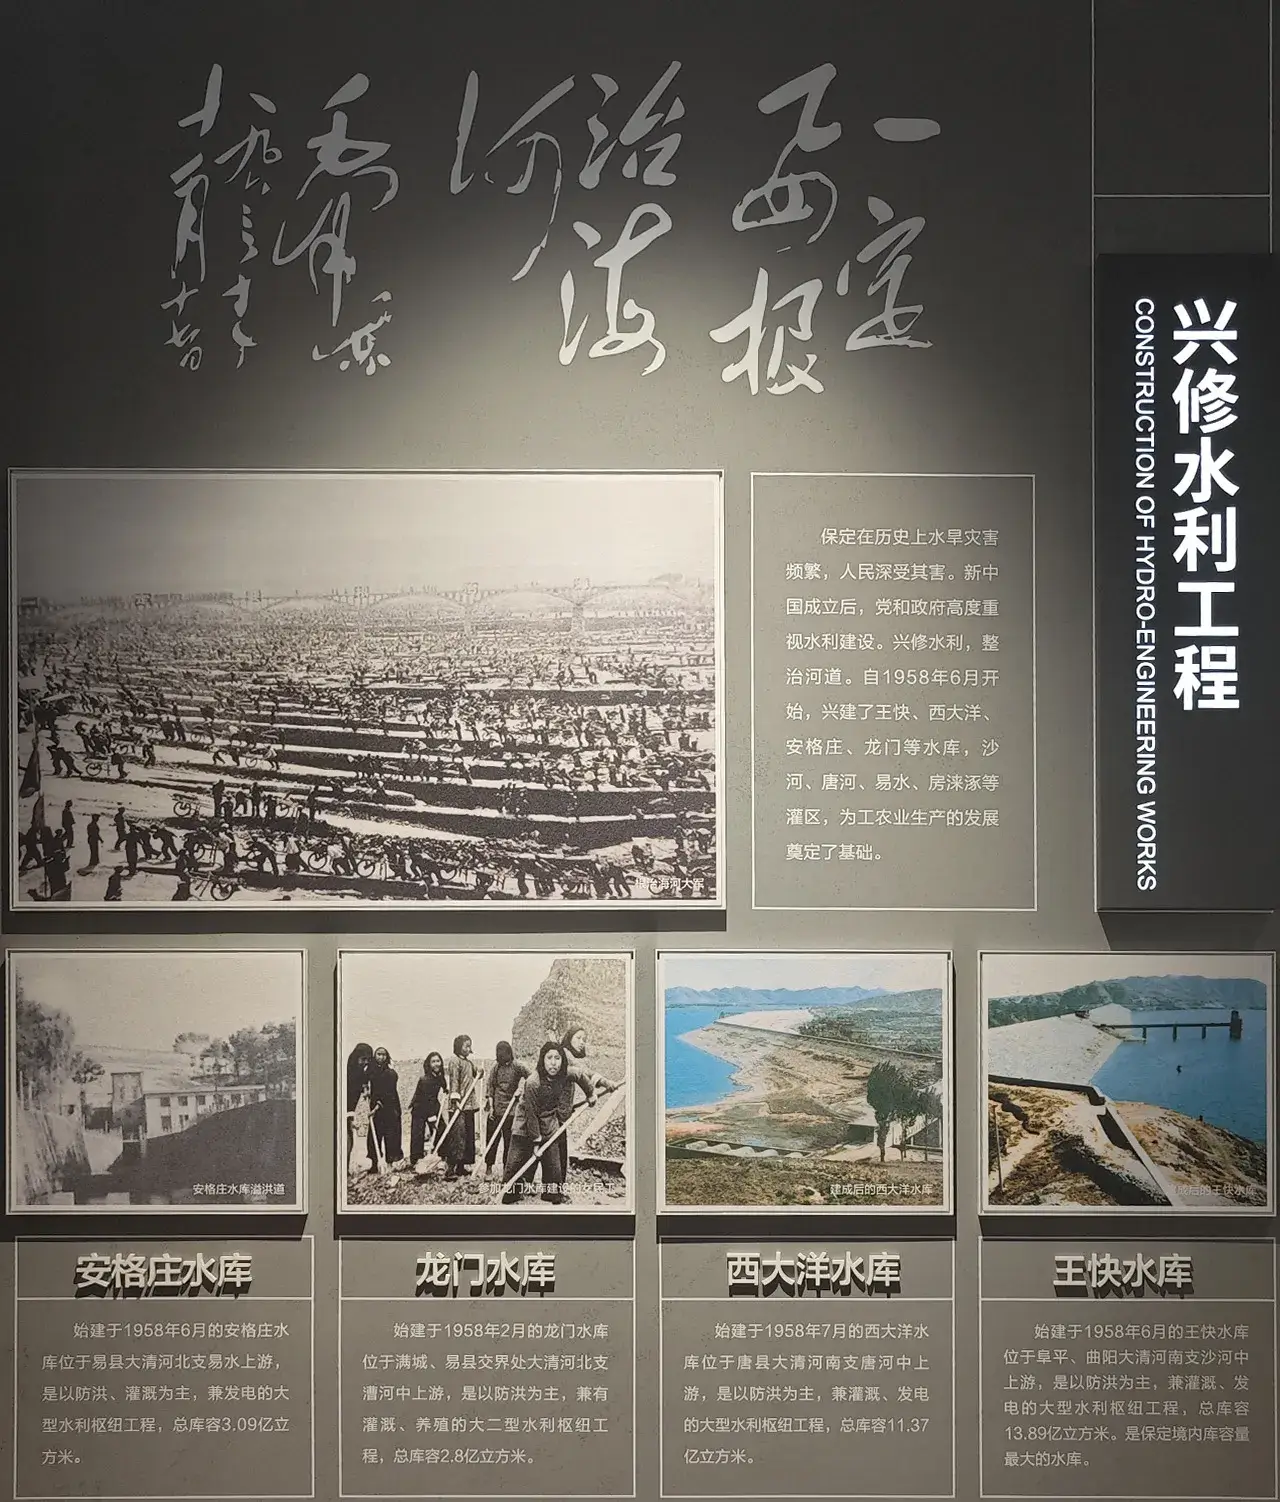 一定
要根
治海
河
毛泽东
一九六三年
十一月十七日
兴修水利工程
CONSTRUCTION OF HYDRO-ENGINEERING WORKS
保定在历史上水旱灾害
频繁，人民深受其害。新中
国成立后，党和政府高度重
视水利建设。兴修水利，整
治河道。自1958年6月开
始，兴建了王快、西大洋、
安格庄、龙门等水库，沙
河、唐河、易水、房涞涿等
灌区，为工农业生产的发展
奠定了基础。
根治海河大军
安格庄水库溢洪道
参加龙门水库建设的女民工
建成后的西大洋水库
建成后的王快水库
安格庄水库
始建于1958年6月的安格庄水
库位于易县大清河北支易水上游，
是以防洪、灌溉为主，兼发电的大
型水利枢纽工程，总库容3.09亿立
方米。
龙门水库
始建于1958年2月的龙门水库
位于满城、易县交界处大清河北支
漕河中上游，是以防洪为主，兼有
灌溉、养殖的大二型水利枢纽工
程，总库容2.8亿立方米。
西大洋水库
始建于1958年7月的西大洋水
库位于唐县大清河南支唐河中上
游，是以防洪为主，兼灌溉、发电
的大型水利枢纽工程，总库容11.37
亿立方米。
王快水库
始建于1958年6月的王快水库
位于阜平、曲阳大清河南支沙河中
上游，是以防洪为主，兼灌溉、发
电的大型水利枢纽工程，总库容
13.89亿立方米。是保定境内库容量
最大的水库。